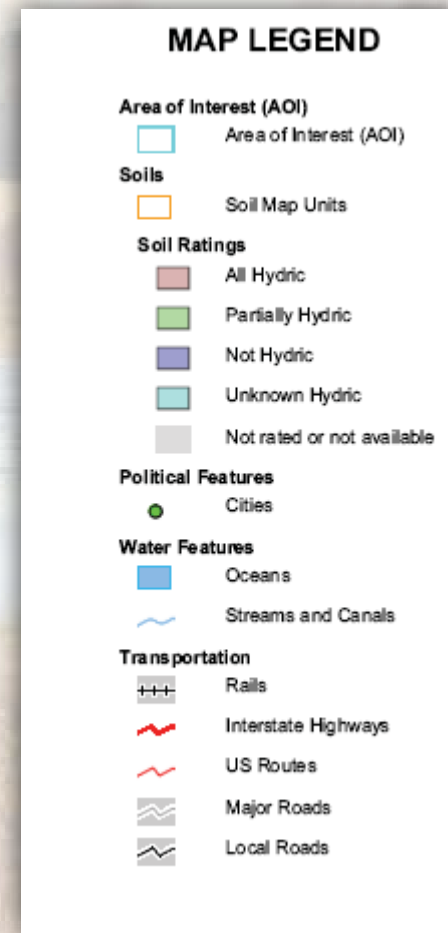 MAP LEGEND
Area of Interest (AOI)
Area of Interest (AOI)
Soils
Soil Map Units
Soil Ratings
All Hydric
Partially Hydric
Not Hydric
Unknown Hydric
Not rated or not available
Political Features
Cities
Water Features
Oceans
Streams and Canals
Transportation
Rails
Interstate Highways
US Routes
Major Roads
Local Roads